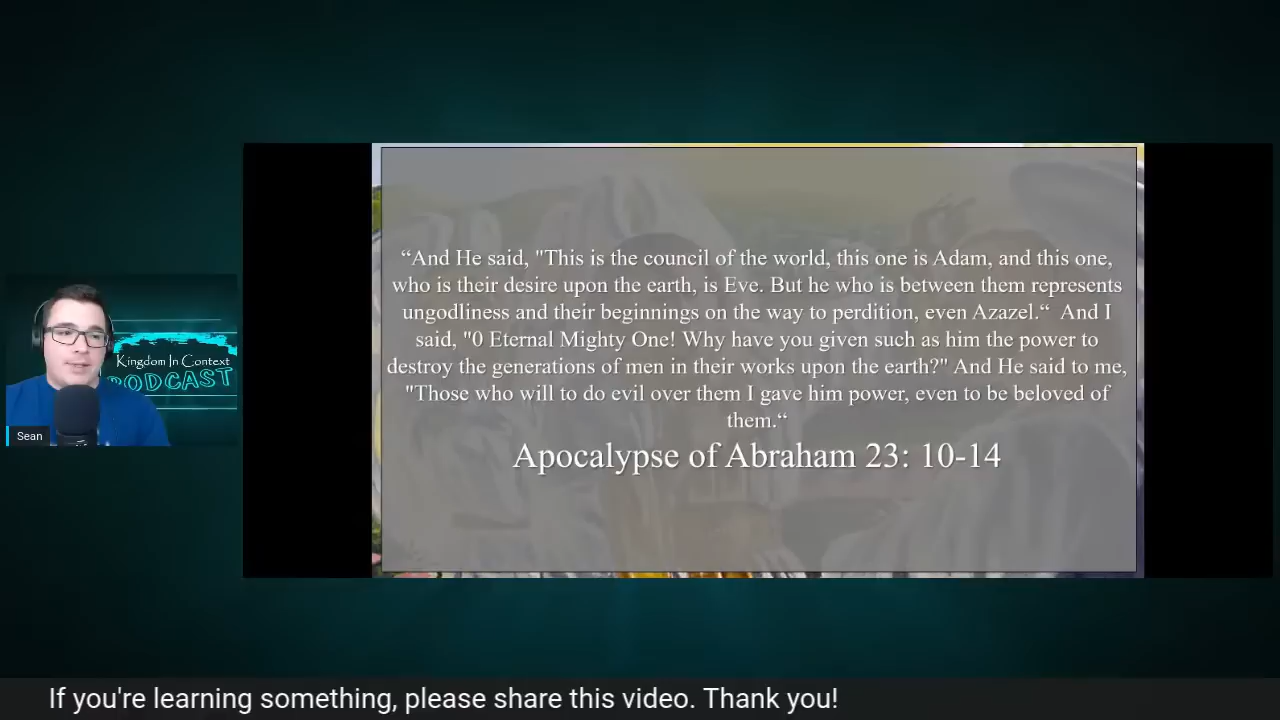 “And He said, "This is the council of the world, this one is Adam, and this one,
who is their desire upon the earth, is Eve. But he who is between them represents
ungodliness and their beginnings on the way to perdition, even Azazel.“  And I
said, "0 Eternal Mighty One! Why have you given such as him the power to
destroy the generations of men in their works upon the earth?" And He said to me,
"Those who will to do evil over them I gave him power, even to be beloved of
them.“
Apocalypse of Abraham 23: 10-14
Kingdom In Context
PODCAST
Sean
If you're learning something, please share this video. Thank you!